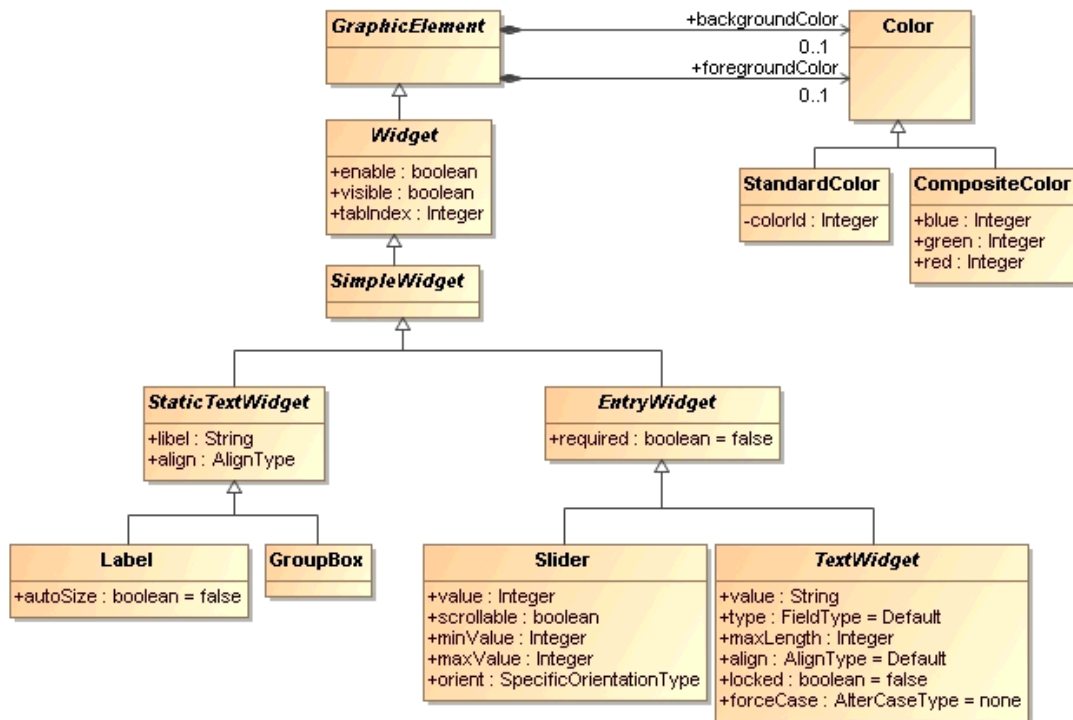 GraphicElement
+backgroundColor
0..1
+foregroundColor
0..1
Color
Widget
+enable : boolean
+visible : boolean
+tabIndex : Integer
StandardColor
-colorId : Integer
CompositeColor
+blue : Integer
+green : Integer
+red : Integer
SimpleWidget
StaticTextWidget
+libel : String
+align : AlignType
EntryWidget
+required : boolean = false
Label
+autoSize : boolean = false
GroupBox
Slider
+value : Integer
+scrollable : boolean
+minValue : Integer
+maxValue : Integer
+orient : SpecificOrientationType
TextWidget
+value : String
+type : FieldType = Default
+maxLength : Integer
+align : AlignType = Default
+locked : boolean = false
+forceCase : AlterCaseType = none